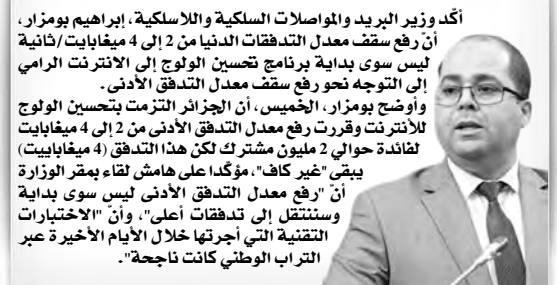 أكّد وزير البريد والمواصلات السلكية واللاسلكية، إبراهيم بومزار،
أنّ رفع سقف معدل التدفقات الدنيا من 2 إلى 4 ميغابايت/ثانية
ليس سوى بداية برنامج تحسين الولوج إلى الانترنت الرامي
إلى التوجه نحو رفع سقف معدل التدفق الأدنى.
وأوضح بومزار، الخميس، أن الجزائر التزمت بتحسين الولوج
للأنترنت وقررت رفع معدل التدفق الأدنى من 2 إلى 4 ميغابايت
لفائدة حوالي 2 مليون مشترك لكن هذا التدفق (4 ميغاباييت)
يبقى "غير كاف"، مؤكّدا على هامش لقاء بمقر الوزارة
أنّ "رفع معدل التدفق الأدنى ليس سوى بداية
وسننتقل إلى تدفقات أعلى"، وأنّ "الاختبارات
التقنية التي أجرتها خلال الأيام الأخيرة عبر
التراب الوطني كانت ناجحة".